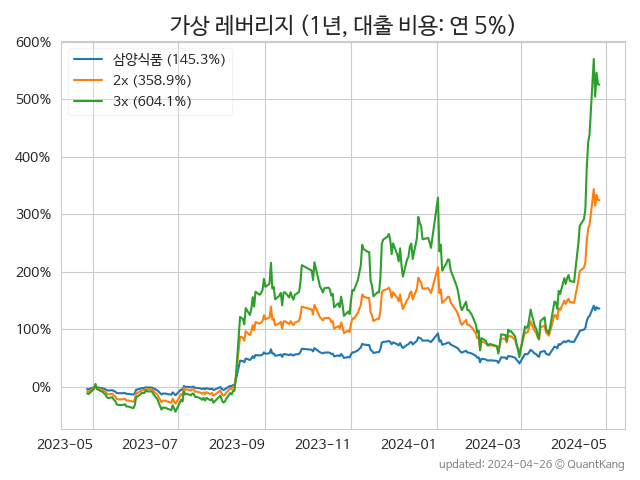 가상 레버리지 (1년, 대출 비용: 연 5%)
600%
500%
400%
300%
200%
100%
0%
삼양식품 (145.3%)
2x (358.9%)
3x (604.1%)
2023-05
2023-07
2023-09
2023-11
2024-01
2024-03
2024-05
updated: 2024-04-26 © QuantKang